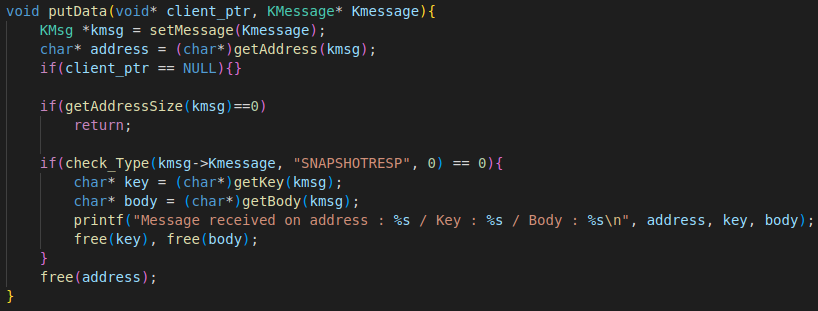 void putData(void* client_ptr, KMessage* Kmessage){
    KMsg *kmsg = setMessage(Kmessage);
    char* address = (char*)getAddress(kmsg);
    if(client_ptr == NULL){}

    if(getAddressSize(kmsg)==0)
        return;

    if(check_Type(kmsg->Kmessage, "SNAPSHOTRESP", 0) == 0){
        char* key = (char*)getKey(kmsg);
        char* body = (char*)getBody(kmsg);
        printf("Message received on address : %s / Key : %s / Body : %s\n", address, key, body);
        free(key), free(body);
    }
    free(address);
}